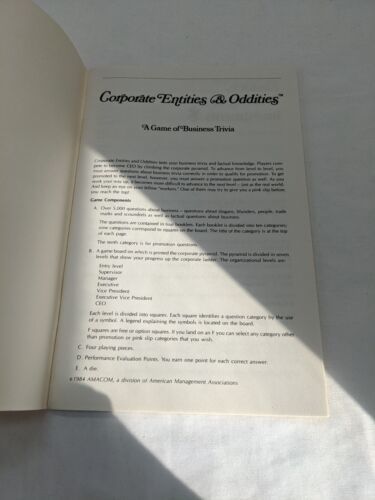 Corporate Entities & Oddities™
A Game of Business Trivia
Corporate Entities and Oddities tests your business trivia and factual knowledge. Players com-
pete to become CEO by climbing the corporate pyramid. To advance from level to level, you
must answer questions about business trivia correctly in order to qualify for promotion. To get
promoted to the next level, however, you must answer a promotion question as well. As you
work your way up, it becomes more difficult to advance to the next level – just as the real world.
And keep an eye on your fellow "workers." One of them may try to give you a pink slip before
you reach the top!
Game Components
A. Over 5,000 questions about business – questions about slogans, blunders, people, trade
marks and scoundrels as well as factual questions about business.
The questions are contained in four booklets. Each booklet is divided into ten categories;
nine categories correspond to squares on the board. The title of the category is at the top
of each page.
The tenth category is for promotion questions.
B. A game board on which is printed the corporate pyramid. The pyramid is divided in seven
levels that show your progress up the corporate ladder. The organizational levels are:
Entry level
Supervisor
Manager
Executive
Vice President
Executive Vice President
CEO
Each level is divided into squares. Each square identifies a question category by the use
of a symbol. A legend explaining the symbols is located on the board.
F squares are free or option squares. If you land on an F you can select any category other
than promotion or pink slip categories that you wish.
C. Four playing pieces.
D. Performance Evaluation Points. You earn one point for each correct answer.
E. A die.
©1984 AMACOM, a division of American Management Associations